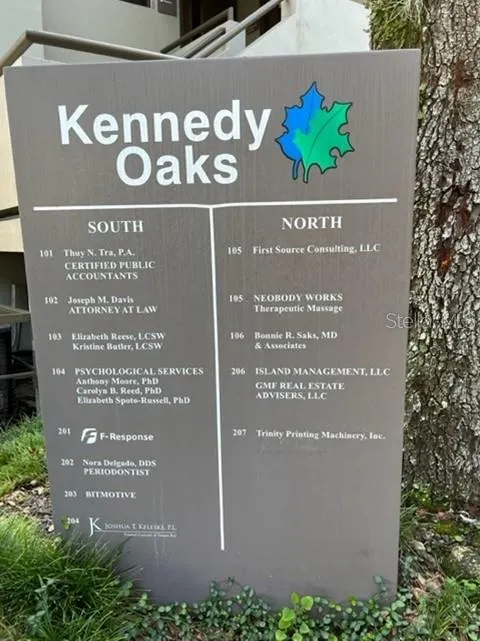 Kennedy
Oaks
SOUTH
101 Thuy N. Tra, P.A.
CERTIFIED PUBLIC
ACCOUNTANTS
102 Joseph M. Davis
ATTORNEY AT LAW
103 Elizabeth Reese, LCSW
Kristine Butler, LCSW
104 PSYCHOLOGICAL SERVICES
Anthony Moore, PhD
Carolyn B. Reed, PhD
Elizabeth Spoto-Russell, PhD
201 F-Response
202 Nora Delgado, DDS
PERIODONTIST
203 BITMOTIVE
204 JK JOSHUA T. KELESKE, P.L.
NORTH
105 First Source Consulting, LLC
105 NEOBODY WORKS
Therapeutic Massage
106 Bonnie R. Saks, MD
& Associates
206 ISLAND MANAGEMENT, LLC
GMF REAL ESTATE
ADVISERS, LLC
207 Trinity Printing Machinery, Inc.
Stellar MLS